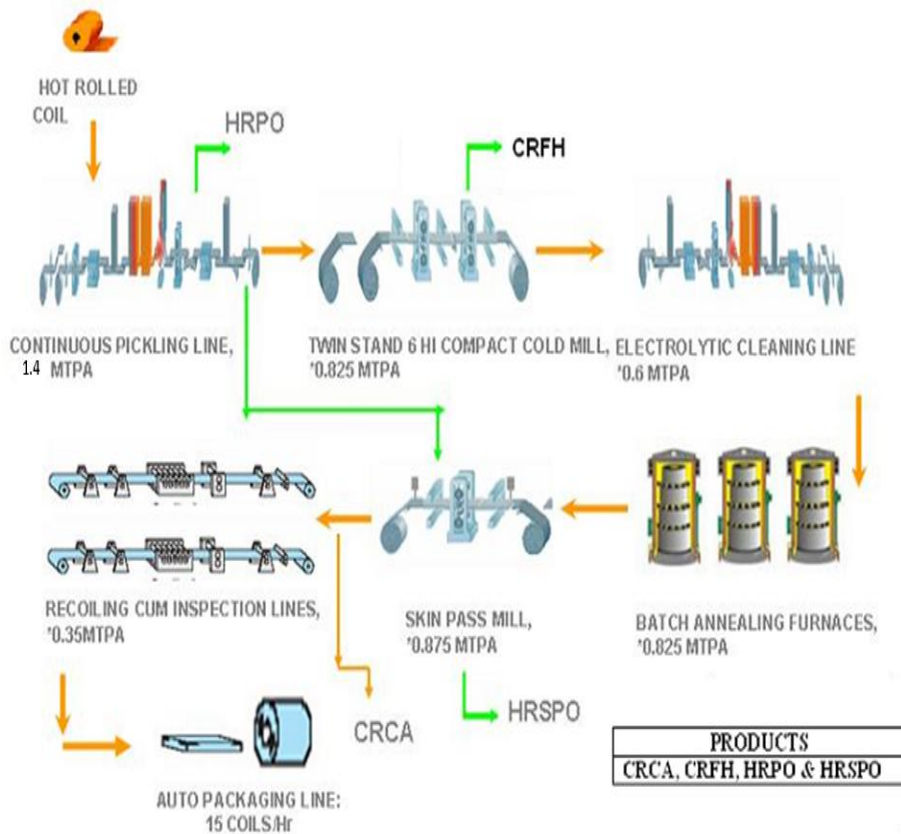 HOT ROLLED
COIL
HRPO
CRFH
CONTINUOUS PICKLING LINE,
1.4 MTPA
TWIN STAND 6 HI COMPACT COLD MILL,
*0.825 MTPA
ELECTROLYTIC CLEANING LINE
*0.6 MTPA
RECOILING CUM INSPECTION LINES,
*0.35MTPA
SKIN PASS MILL,
*0.875 MTPA
BATCH ANNEALING FURNACES,
*0.825 MTPA
CRCA
HRSPO
AUTO PACKAGING LINE:
15 COILS/Hr
PRODUCTS
CRCA, CRFH, HRPO & HRSPO